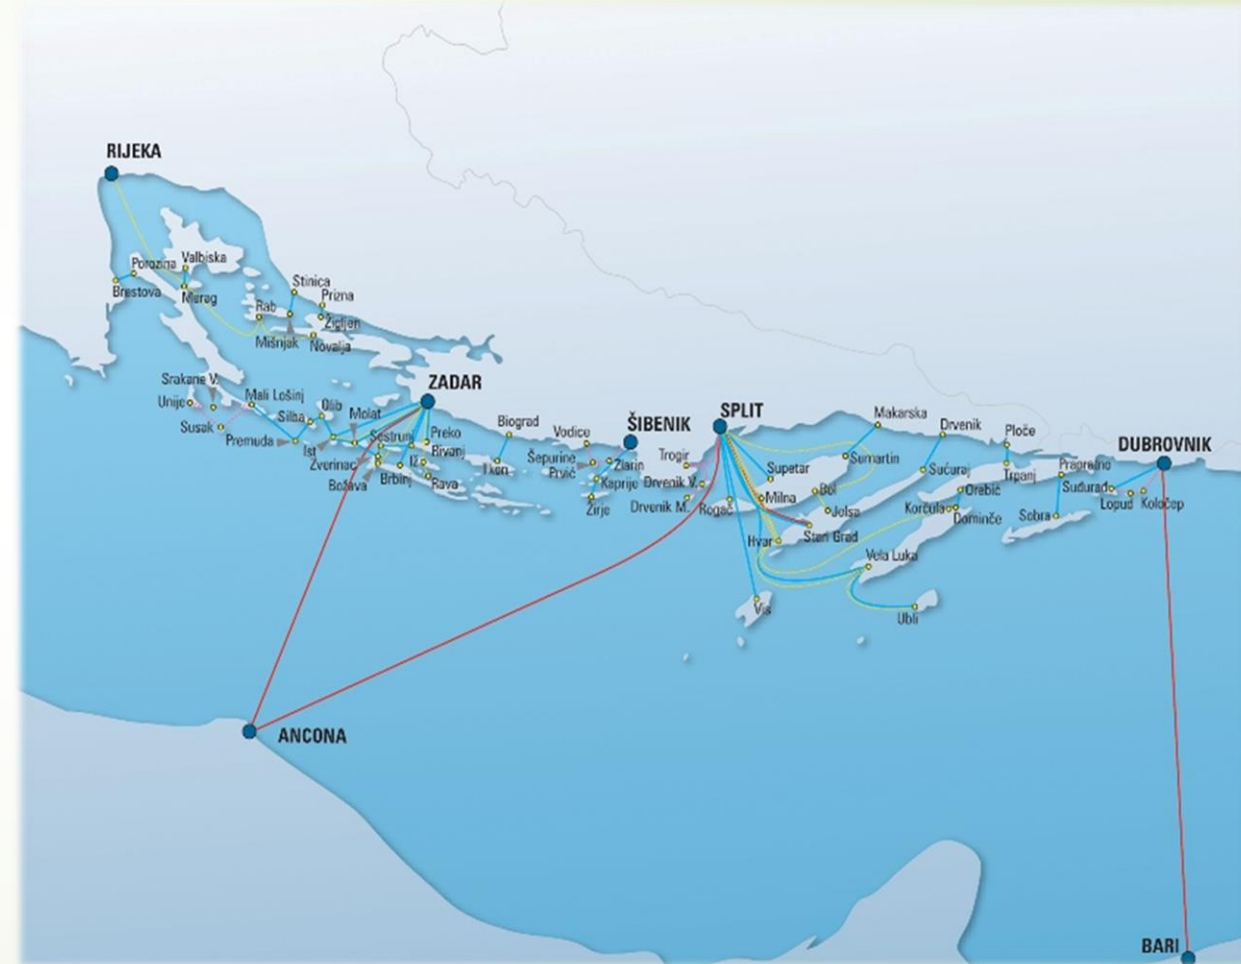 RIJEKA
Porozina
Valbiska
Brestova
Merag
Stinica
Prizna
Rab
Žigljen
Mišnjak
Novalja
Srakane V.
Unije
Susak
Mali Lošinj
ZADAR
Silba
Olib
Molat
Premuda
Ist
Sestrunj
Preko
Zverinac
Rivanj
Iž
Božava
Brbinj
Rava
Biograd
Tkon
Vodice
ŠIBENIK
Šepurine
Prvić
Zlarin
Kaprije
Žirje
SPLIT
Trogir
Drvenik V.
Drvenik M.
Rogač
Supetar
Milna
Makarska
Sumartin
Bol
Jelsa
Hvar
Stari Grad
Drvenik
Sućuraj
Ploče
Trpanj
Orebić
Korčula
Dominče
Vela Luka
Vis
Ubli
DUBROVNIK
Prapratno
Suđurađ
Lopud
Koločep
Sobra
ANCONA
BARI